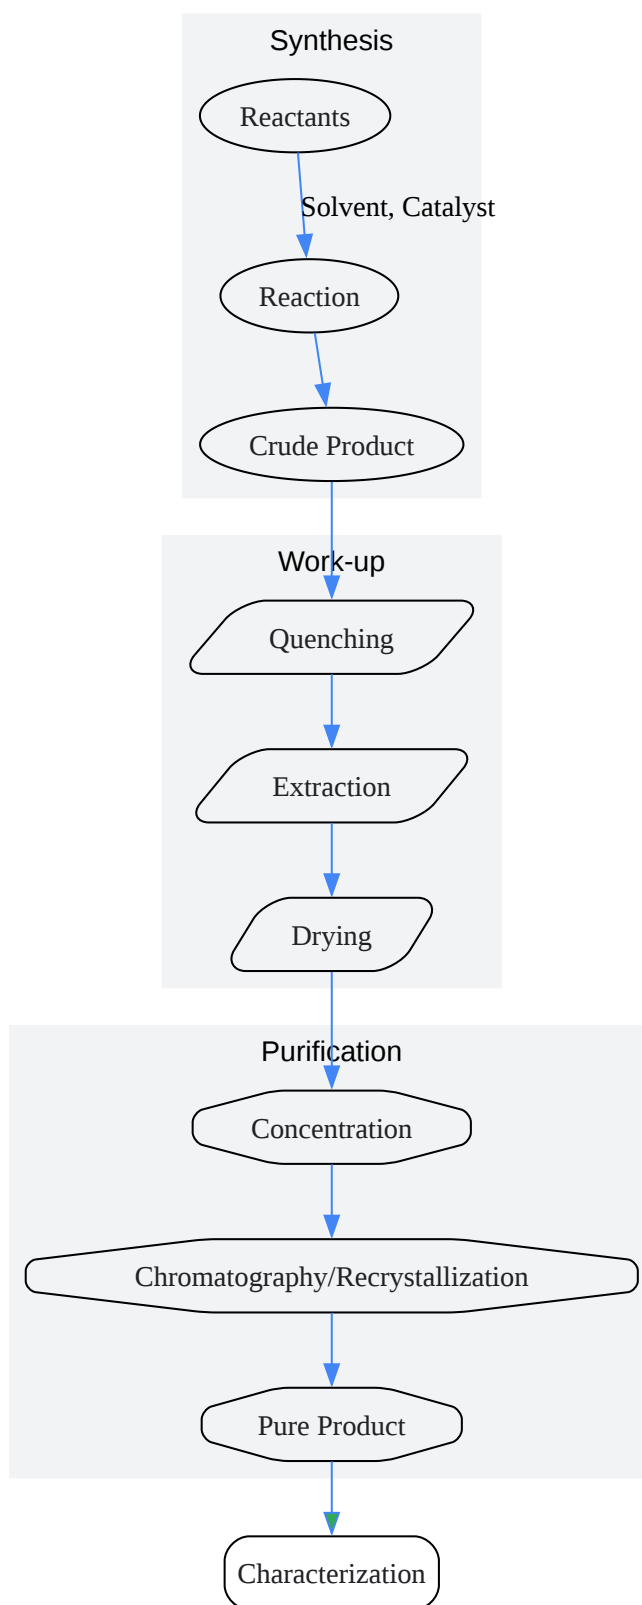 Synthesis
Reactants
Solvent, Catalyst
Reaction
Crude Product
Work-up
Quenching
Extraction
Drying
Purification
Concentration
Chromatography/Recrystallization
Pure Product
Characterization